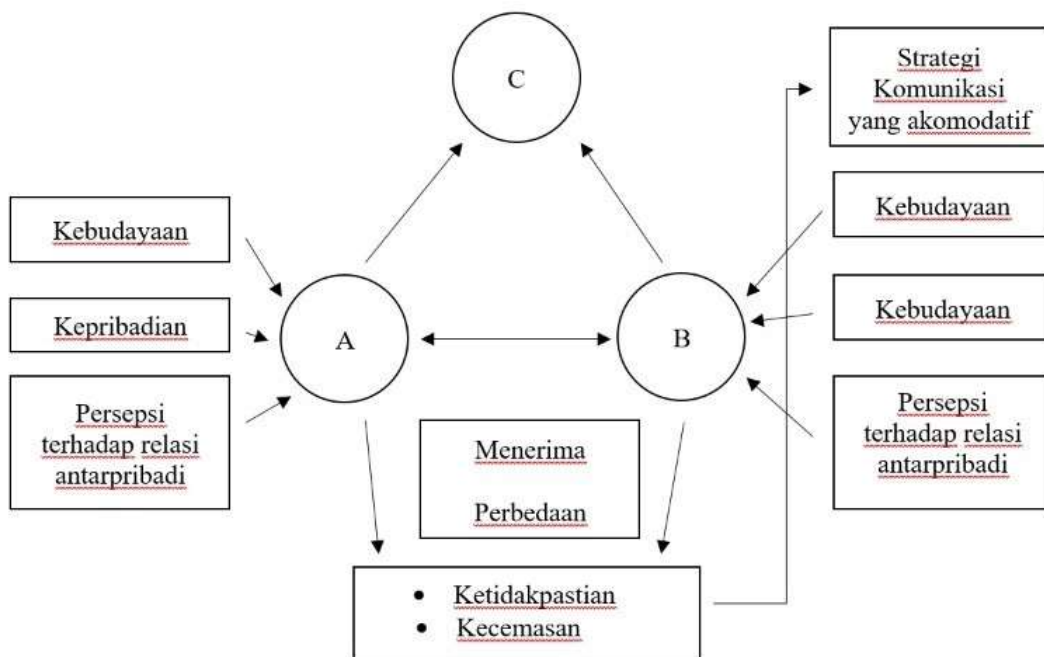 C
Strategi
Komunikasi
yang akomodatif
Kebudayaan
Kebudayaan
Kepribadian
Kebudayaan
A
B
Persepsi
terhadap relasi
antarpribadi
Menerima
Perbedaan
Persepsi
terhadap relasi
antarpribadi
• Ketidakpastian
• Kecemasan